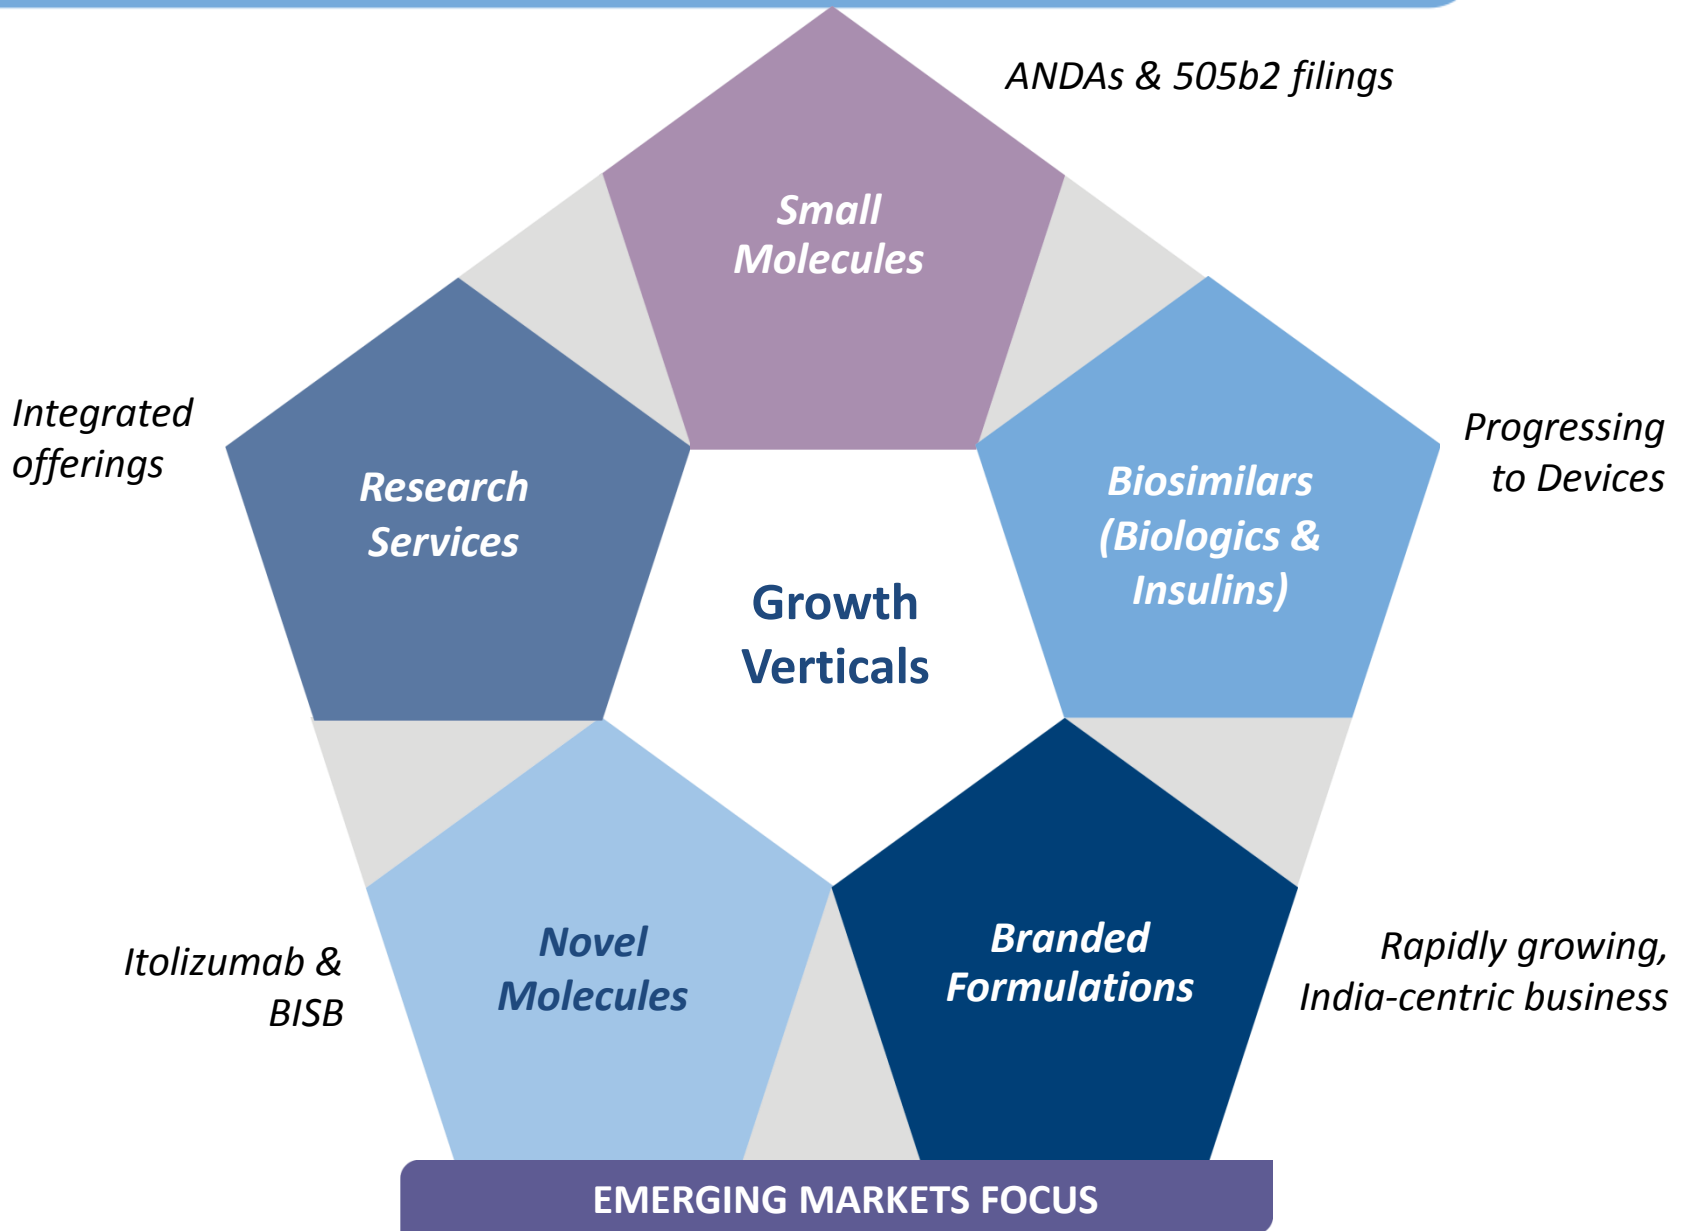 ANDAs & 505b2 filings
Small
Molecules
Integrated
offerings
Research
Services
Growth
Verticals
Biosimilars
(Biologics &
Insulins)
Progressing
to Devices
Itolizumab &
BISB
Novel
Molecules
Branded
Formulations
Rapidly growing,
India-centric business
EMERGING MARKETS FOCUS